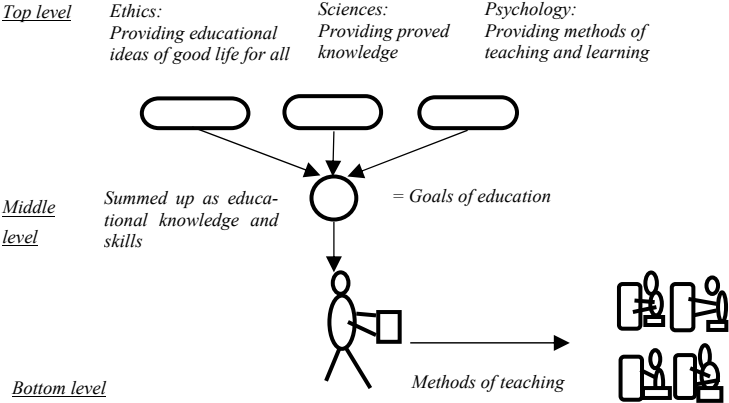 Top level
Ethics:
Providing educational
ideas of good life for all
Sciences:
Providing proved
knowledge
Psychology:
Providing methods of
teaching and learning
Middle
level
Summed up as educa-
tional knowledge and
skills
= Goals of education
Bottom level
Methods of teaching